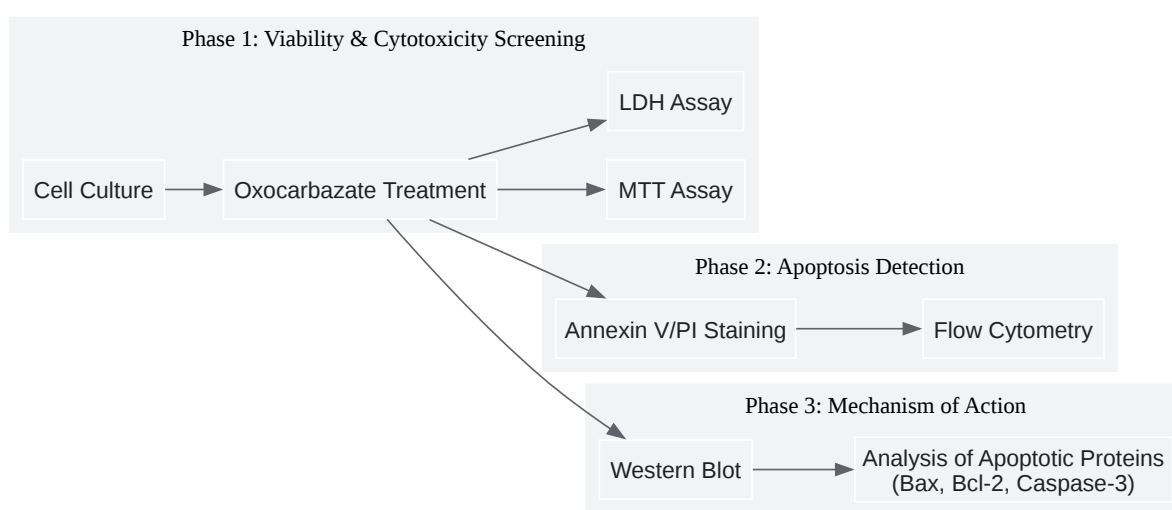 Phase 1: Viability & Cytotoxicity Screening
LDH Assay
Cell Culture
Oxocarbazate Treatment
MTT Assay
Phase 2: Apoptosis Detection
Annexin V/PI Staining
Flow Cytometry
Phase 3: Mechanism of Action
Western Blot
Analysis of Apoptotic Proteins
(Bax, Bcl-2, Caspase-3)